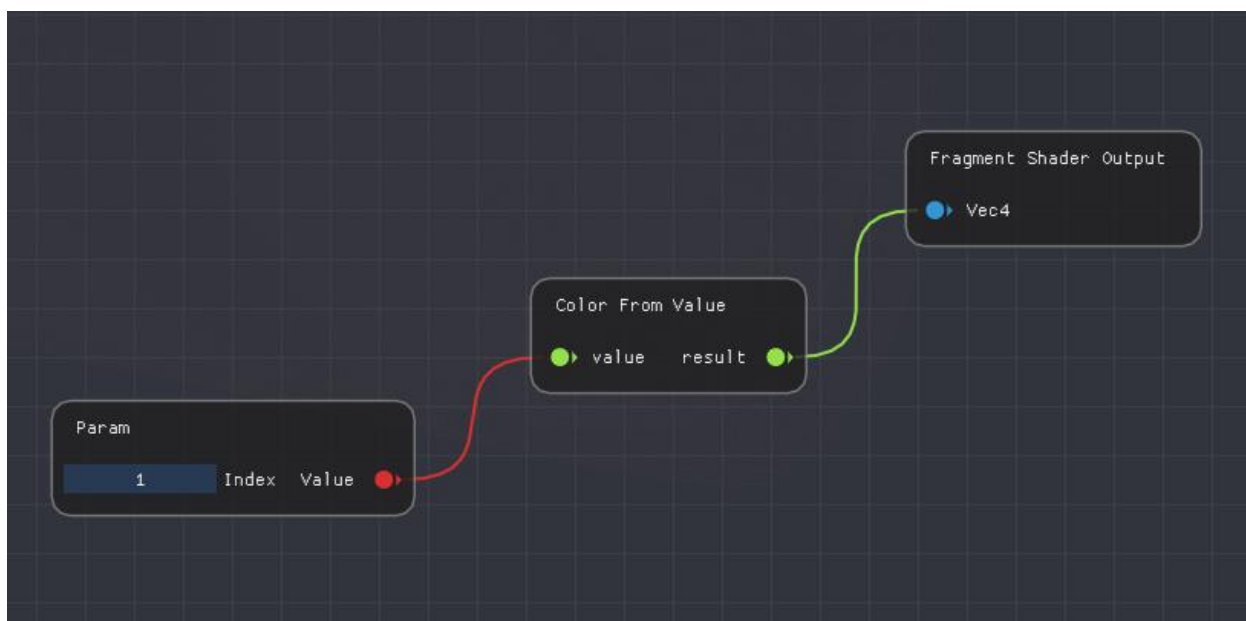 Fragment Shader Output
Vec4
Color From Value
value result
Param
1 Index Value